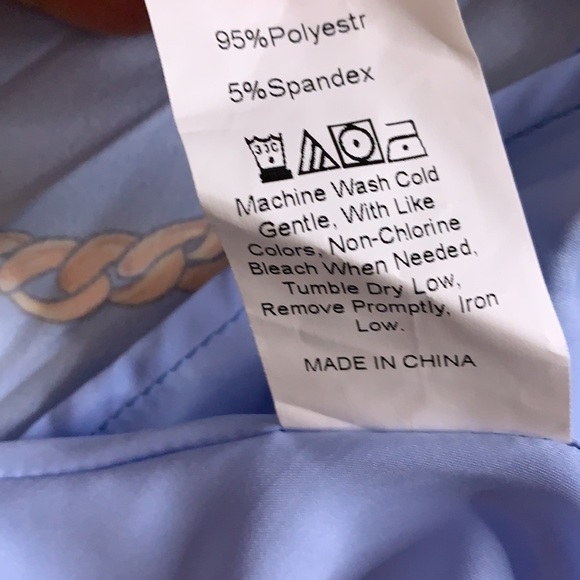 95%Polyestr
5%Spandex
Machine Wash Cold
Gentle, With Like
Colors, Non-Chlorine
Bleach When Needed,
Tumble Dry Low,
Remove Promptly, Iron
Low.
MADE IN CHINA